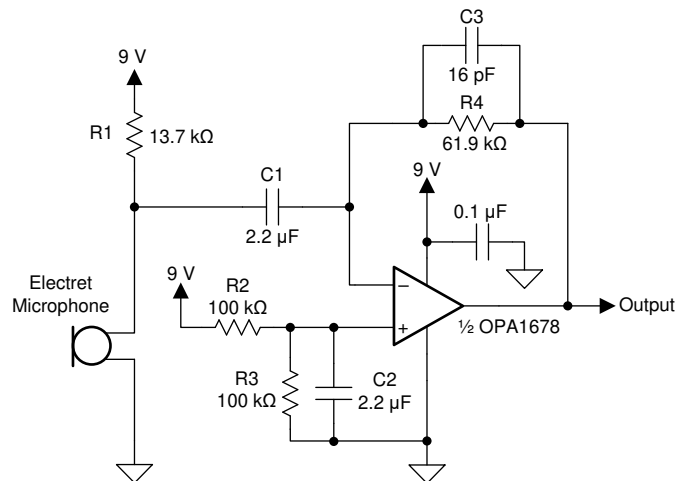 C3
16 pF
R4
61.9 kΩ
9 V
R1
13.7 kΩ
C1
2.2 µF
9 V
0.1 µF
Electret
Microphone
9 V
R2
100 kΩ
−
+
½ OPA1678
Output
R3
100 kΩ
C2
2.2 µF